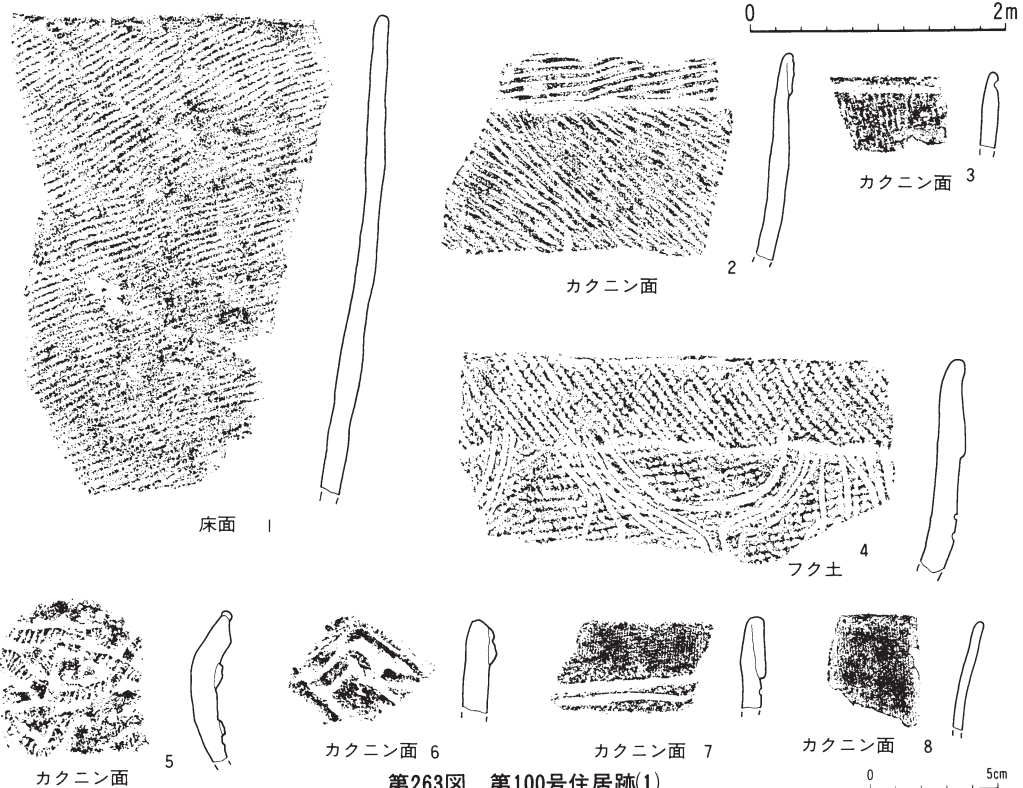 0 2m
カクニン面 3
カクニン面 2
床面 1
フク土 4
カクニン面 5
カクニン面 6
カクニン面 7
カクニン面 8
第263図 第100号住居跡(1)
0 5cm